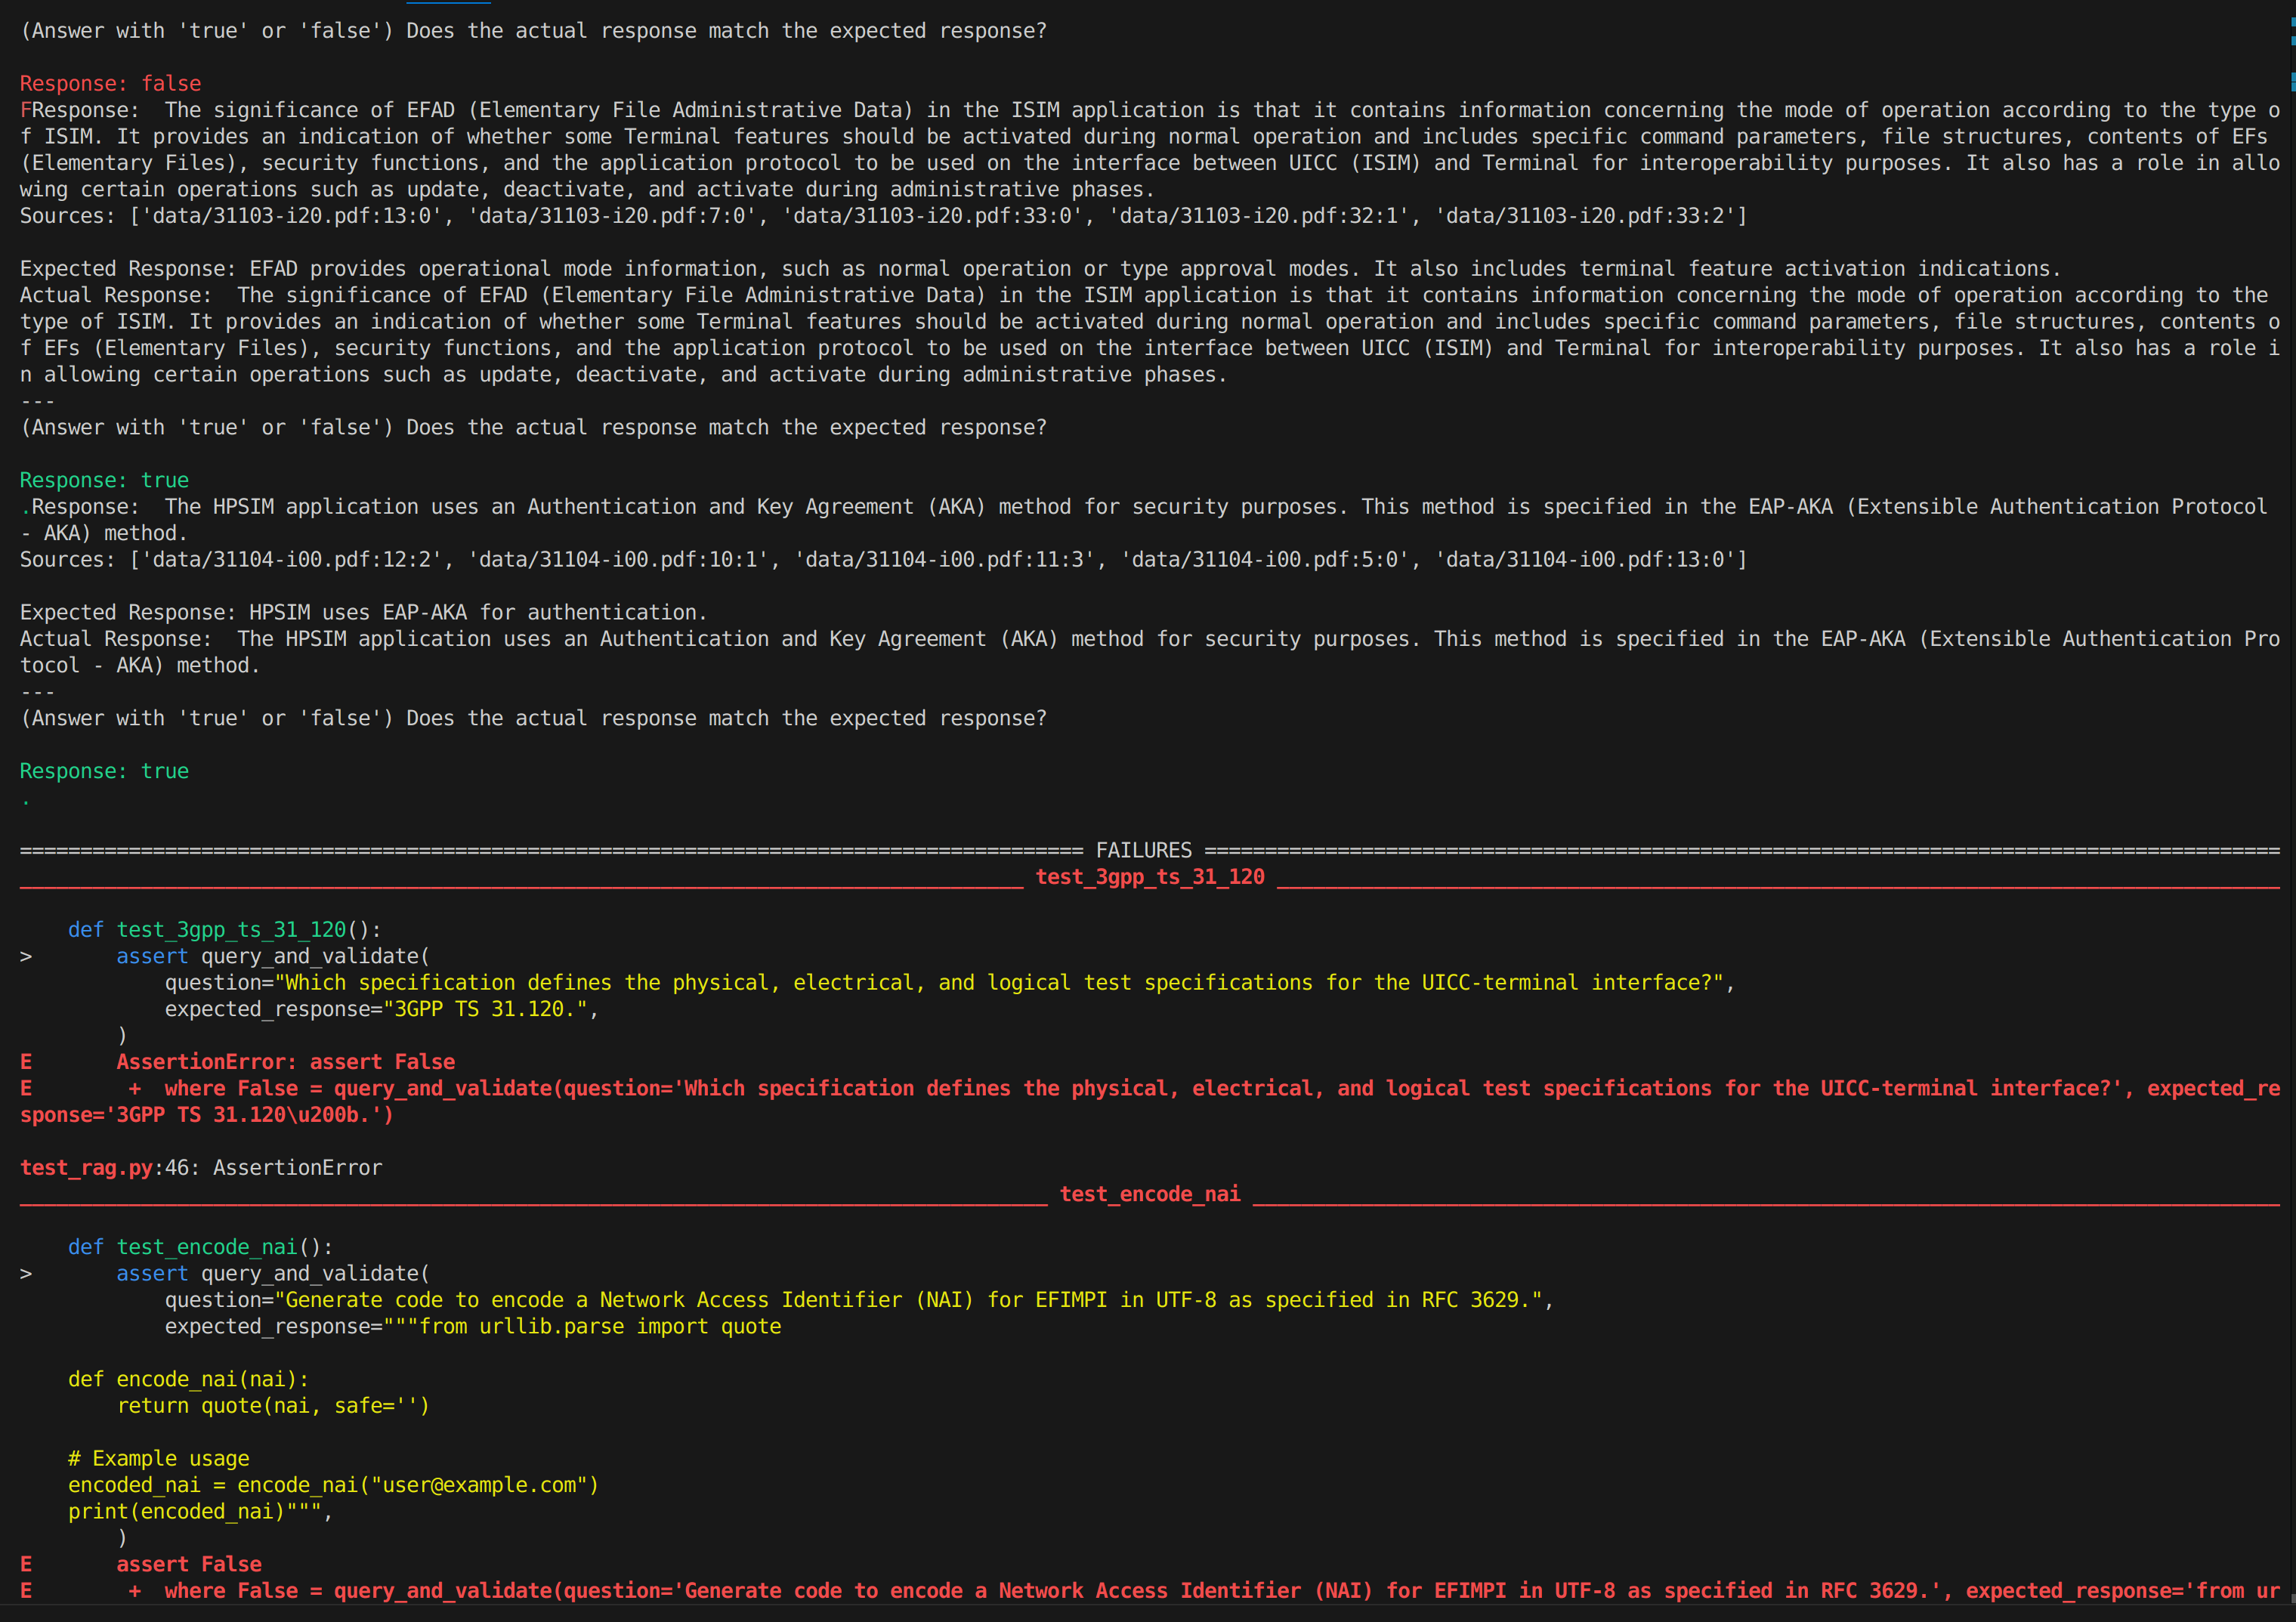 (Answer with 'true' or 'false') Does the actual response match the expected response?
Response: false
FResponse:  The significance of EFAD (Elementary File Administrative Data) in the ISIM application is that it contains information concerning the mode of operation according to the type o
f ISIM. It provides an indication of whether some Terminal features should be activated during normal operation and includes specific command parameters, file structures, contents of EFs
(Elementary Files), security functions, and the application protocol to be used on the interface between UICC (ISIM) and Terminal for interoperability purposes. It also has a role in allo
wing certain operations such as update, deactivate, and activate during administrative phases.
Sources: ['data/31103-i20.pdf:13:0', 'data/31103-i20.pdf:7:0', 'data/31103-i20.pdf:33:0', 'data/31103-i20.pdf:32:1', 'data/31103-i20.pdf:33:2']
Expected Response: EFAD provides operational mode information, such as normal operation or type approval modes. It also includes terminal feature activation indications.
Actual Response:  The significance of EFAD (Elementary File Administrative Data) in the ISIM application is that it contains information concerning the mode of operation according to the
type of ISIM. It provides an indication of whether some Terminal features should be activated during normal operation and includes specific command parameters, file structures, contents o
f EFs (Elementary Files), security functions, and the application protocol to be used on the interface between UICC (ISIM) and Terminal for interoperability purposes. It also has a role i
n allowing certain operations such as update, deactivate, and activate during administrative phases.
---
(Answer with 'true' or 'false') Does the actual response match the expected response?
Response: true
.Response:  The HPSIM application uses an Authentication and Key Agreement (AKA) method for security purposes. This method is specified in the EAP-AKA (Extensible Authentication Protocol
- AKA) method.
Sources: ['data/31104-i00.pdf:12:2', 'data/31104-i00.pdf:10:1', 'data/31104-i00.pdf:11:3', 'data/31104-i00.pdf:5:0', 'data/31104-i00.pdf:13:0']
Expected Response: HPSIM uses EAP-AKA for authentication.
Actual Response:  The HPSIM application uses an Authentication and Key Agreement (AKA) method for security purposes. This method is specified in the EAP-AKA (Extensible Authentication Pro
tocol - AKA) method.
---
(Answer with 'true' or 'false') Does the actual response match the expected response?
Response: true
.
======================================================================================== FAILURES =========================================================================================
___________________________________________________________________________________ test_3gpp_ts_31_120 ___________________________________________________________________________________
    def test_3gpp_ts_31_120():
>       assert query_and_validate(
            question="Which specification defines the physical, electrical, and logical test specifications for the UICC-terminal interface?",
            expected_response="3GPP TS 31.120.",
        )
E       AssertionError: assert False
E        +  where False = query_and_validate(question='Which specification defines the physical, electrical, and logical test specifications for the UICC-terminal interface?', expected_re
sponse='3GPP TS 31.120\u200b.')
test_rag.py:46: AssertionError
_____________________________________________________________________________________ test_encode_nai _____________________________________________________________________________________
    def test_encode_nai():
>       assert query_and_validate(
            question="Generate code to encode a Network Access Identifier (NAI) for EFIMPI in UTF-8 as specified in RFC 3629.",
            expected_response="""from urllib.parse import quote
    def encode_nai(nai):
        return quote(nai, safe='')
    # Example usage
    encoded_nai = encode_nai("user@example.com")
    print(encoded_nai)""",
        )
E       assert False
E        +  where False = query_and_validate(question='Generate code to encode a Network Access Identifier (NAI) for EFIMPI in UTF-8 as specified in RFC 3629.', expected_response='from ur